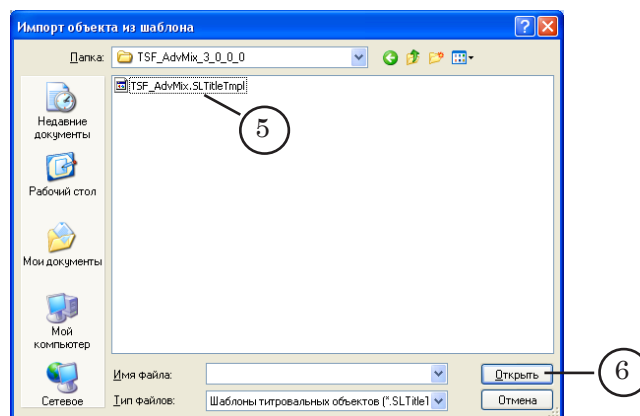 Импорт объекта из шаблона
Папка: TSF_AdvMix_3_0_0_0
TSF_AdvMix.SLTitleTmpl
5
Недавние
документы
Рабочий стол
Мои документы
Мой
компьютер
Сетевое
Имя файла:
Открыть
6
Тип файлов: Шаблоны титровальных объектов (*.SLTitleT
Отмена